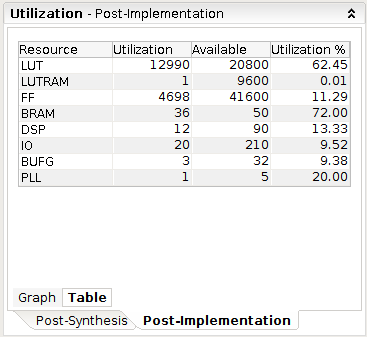 Utilization - Post-Implementation
Resource Utilization Available Utilization %
LUT 12990 20800 62.45
LUTRAM 1 9600 0.01
FF 4698 41600 11.29
BRAM 36 50 72.00
DSP 12 90 13.33
IO 20 210 9.52
BUFG 3 32 9.38
PLL 1 5 20.00
Graph Table
Post-Synthesis Post-Implementation